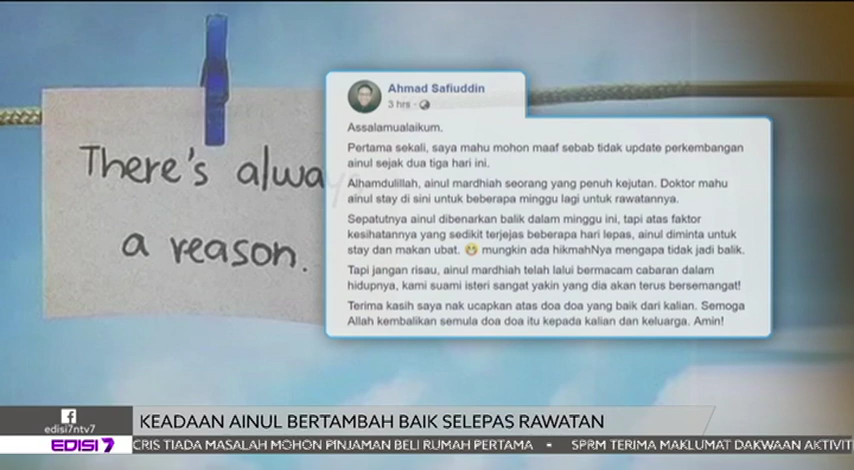 There's always
a reason.
Ahmad Safiuddin
3 hrs
Assalamualaikum.
Pertama sekali, saya mahu mohon maaf sebab tidak update perkembangan
ainul sejak dua tiga hari ini.
Alhamdulillah, ainul mardhiah seorang yang penuh kejutan. Doktor mahu
ainul stay di sini untuk beberapa minggu lagi untuk rawatannya.
Sepatutnya ainul dibenarkan balik dalam minggu ini, tapi atas faktor
kesihatannya yang sedikit terjejas beberapa hari lepas, ainul diminta untuk
stay dan makan ubat. 😁 mungkin ada hikmahNya mengapa tidak jadi balik.
Tapi jangan risau, ainul mardhiah telah lalui bermacam cabaran dalam
hidupnya, kami suami isteri sangat yakin yang dia akan terus bersemangat!
Terima kasih saya nak ucapkan atas doa doa yang baik dari kalian. Semoga
Allah kembalikan semula doa doa itu kepada kalian dan keluarga. Amin!
edisi7ntv7
KEADAAN AINUL BERTAMBAH BAIK SELEPAS RAWATAN
EDISI 7
CRIS TIADA MASALAH MOHON PINJAMAN BELI RUMAH PERTAMA • SPRM TERIMA MAKLUMAT DAKWAAN AKTIVIT